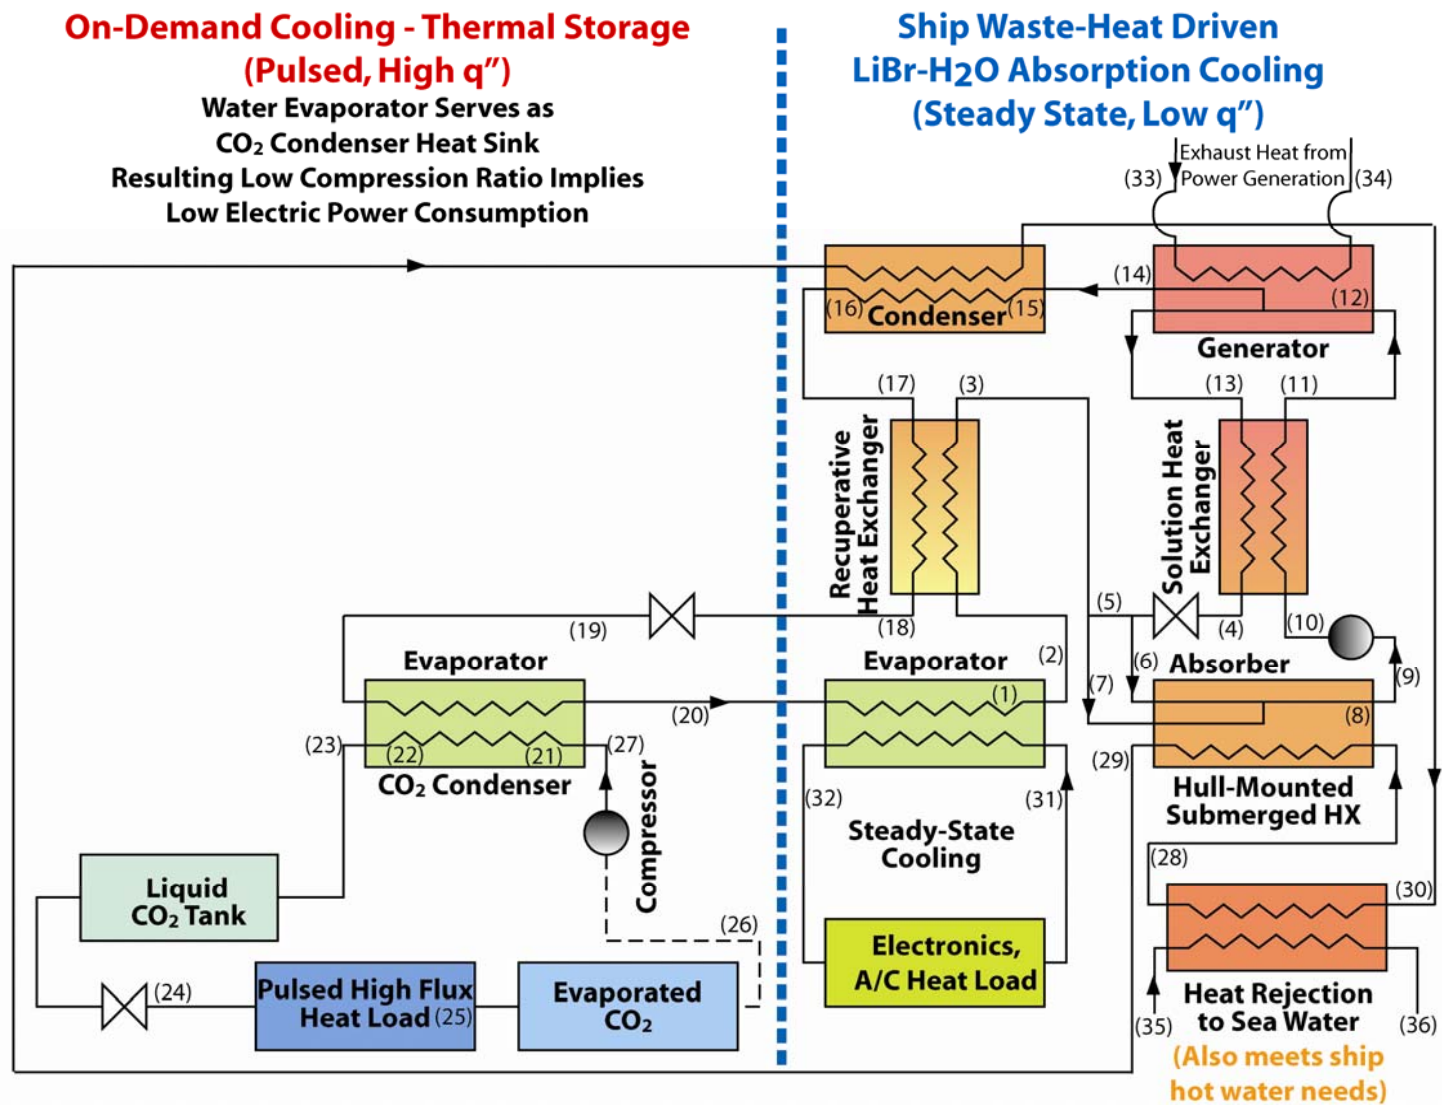 On-Demand Cooling - Thermal Storage
(Pulsed, High q”)
Water Evaporator Serves as
CO₂ Condenser Heat Sink
Resulting Low Compression Ratio Implies
Low Electric Power Consumption
Ship Waste-Heat Driven
LiBr-H2O Absorption Cooling
(Steady State, Low q”)
Exhaust Heat from
(33) Power Generation (34)
(14)
(12)
(16) Condenser (15)
Generator
(17)
(3)
(13)
(11)
Recuperative
Heat Exchanger
Solution Heat
Exchanger
(19)
(18)
(5)
(4)
(10)
Evaporator
Evaporator
(2)
(6)
Absorber
(7)
(9)
(1)
(20)
(8)
(23)
(22)
(21)
(27)
(29)
CO₂ Condenser
Compressor
(32)
(31)
Hull-Mounted
Submerged HX
Steady-State
Cooling
(28)
Liquid
CO₂ Tank
(30)
(26)
Electronics,
A/C Heat Load
(24)
Pulsed High Flux
Heat Load (25)
Evaporated
CO₂
Heat Rejection
to Sea Water
(35)
(36)
(Also meets ship
hot water needs)